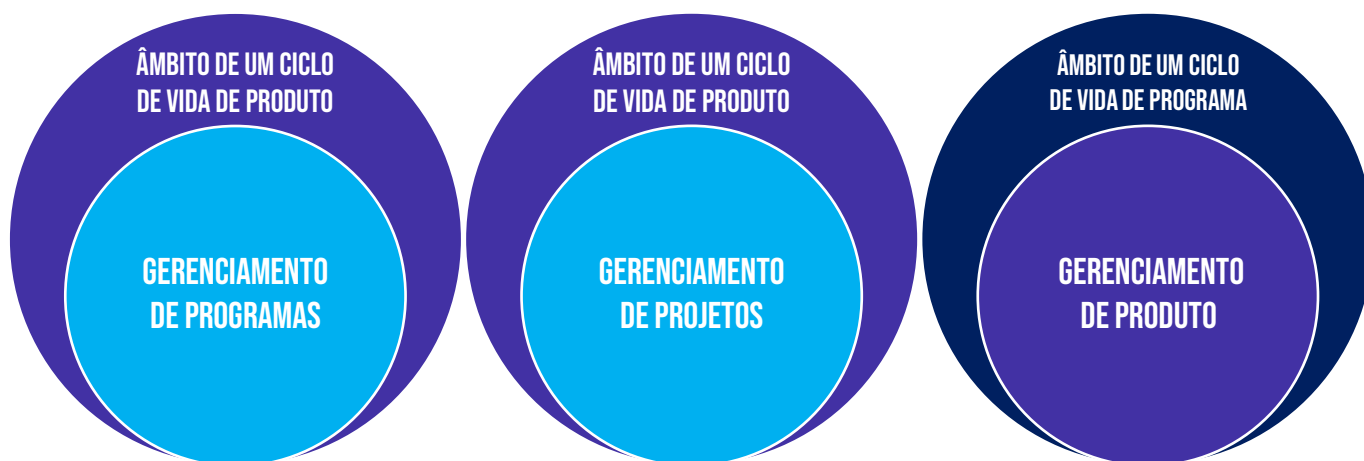 ÂMBITO DE UM CICLO
DE VIDA DE PRODUTO
GERENCIAMENTO
DE PROGRAMAS
ÂMBITO DE UM CICLO
DE VIDA DE PRODUTO
GERENCIAMENTO
DE PROJETOS
ÂMBITO DE UM CICLO
DE VIDA DE PROGRAMA
GERENCIAMENTO
DE PRODUTO